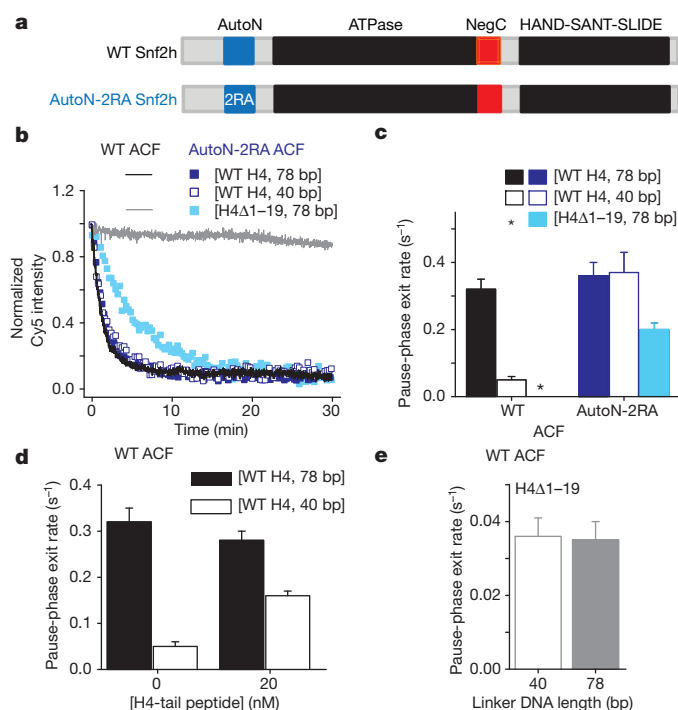 a
AutoN ATPase NegC HAND-SANT-SLIDE
WT Snf2h
AutoN-2RA Snf2h 2RA
b
WT ACF AutoN-2RA ACF
[WT H4, 78 bp]
[WT H4, 40 bp]
[H4Δ1–19, 78 bp]
Normalized
Cy5 intensity
1.2
0.8
0.4
0.0
0 10 20 30
Time (min)
c
[WT H4, 78 bp]
[WT H4, 40 bp]
* [H4Δ1–19, 78 bp]
Pause-phase exit rate (s⁻¹)
0.4
0.2
0.0
*
WT AutoN-2RA
ACF
d
WT ACF
[WT H4, 78 bp]
[WT H4, 40 bp]
Pause-phase exit rate (s⁻¹)
0.4
0.3
0.2
0.1
0.0
0 20
[H4-tail peptide] (nM)
e
WT ACF
H4Δ1–19
Pause-phase exit rate (s⁻¹)
0.04
0.02
0.0
40 78
Linker DNA length (bp)